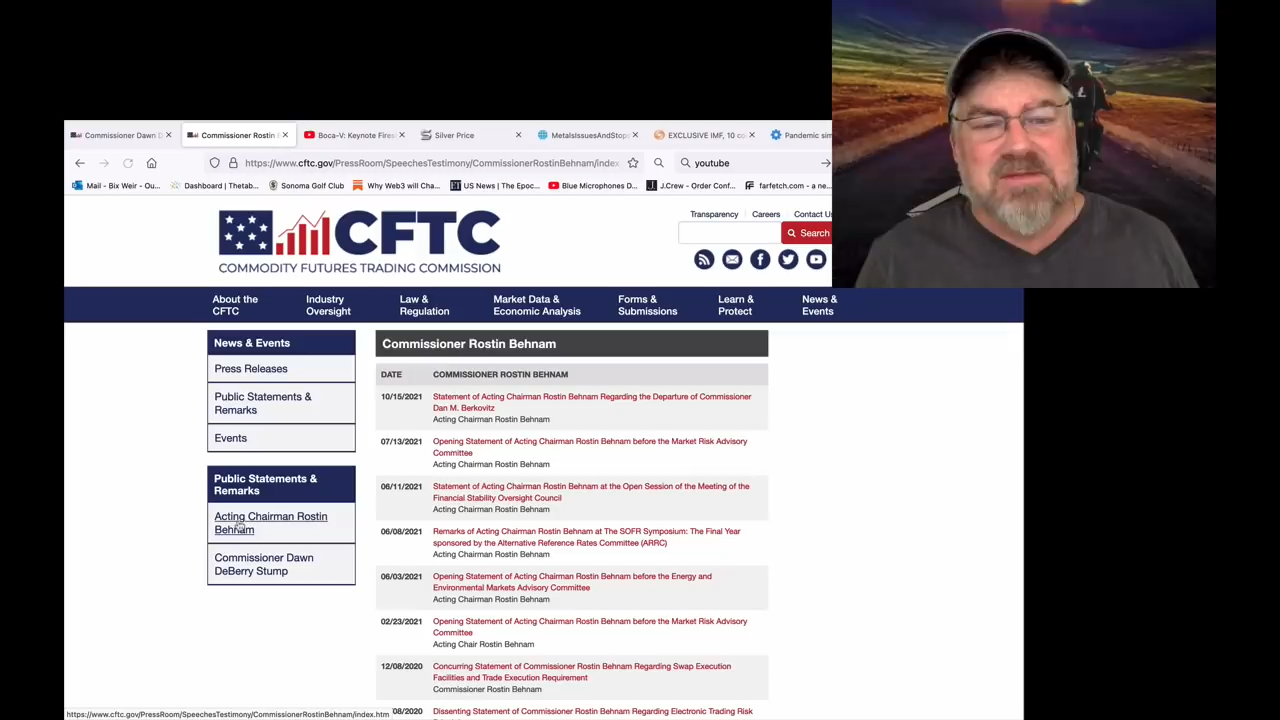 Commissioner Dawn D
Commissioner Rostin B
Boca-V: Keynote Fires
Silver Price
MetalsIssuesAndStop
EXCLUSIVE IMF, 10 co
Pandemic sim
https://www.cftc.gov/PressRoom/SpeechesTestimony/CommissionerRostinBehnam/index
youtube
Mail - Bix Weir - Ou...
Dashboard | Thetab...
Sonoma Golf Club
Why Web3 will Cha...
US News | The Epoc...
Blue Microphones D...
J.Crew - Order Conf...
farfetch.com - a ne...
CFTC
COMMODITY FUTURES TRADING COMMISSION
Transparency
Careers
Contact Us
Search
About the
CFTC
Industry
Oversight
Law &
Regulation
Market Data &
Economic Analysis
Forms &
Submissions
Learn &
Protect
News &
Events
News & Events
Press Releases
Public Statements &
Remarks
Events
Public Statements &
Remarks
Acting Chairman Rostin
Behnam
Commissioner Dawn
DeBerry Stump
Commissioner Rostin Behnam
DATE COMMISSIONER ROSTIN BEHNAM
10/15/2021 Statement of Acting Chairman Rostin Behnam Regarding the Departure of Commissioner
Dan M. Berkovitz
Acting Chairman Rostin Behnam
07/13/2021 Opening Statement of Acting Chairman Rostin Behnam before the Market Risk Advisory
Committee
Acting Chairman Rostin Behnam
06/11/2021 Statement of Acting Chairman Rostin Behnam at the Open Session of the Meeting of the
Financial Stability Oversight Council
Acting Chairman Rostin Behnam
06/08/2021 Remarks of Acting Chairman Rostin Behnam at The SOFR Symposium: The Final Year
sponsored by the Alternative Reference Rates Committee (ARRC)
Acting Chairman Rostin Behnam
06/03/2021 Opening Statement of Acting Chairman Rostin Behnam before the Energy and
Environmental Markets Advisory Committee
Acting Chairman Rostin Behnam
02/23/2021 Opening Statement of Acting Chairman Rostin Behnam before the Market Risk Advisory
Committee
Acting Chair Rostin Behnam
12/08/2020 Concurring Statement of Commissioner Rostin Behnam Regarding Swap Execution
Facilities and Trade Execution Requirement
Commissioner Rostin Behnam
08/2020 Dissenting Statement of Commissioner Rostin Behnam Regarding Electronic Trading Risk
https://www.cftc.gov/PressRoom/SpeechesTestimony/CommissionerRostinBehnam/index.htm